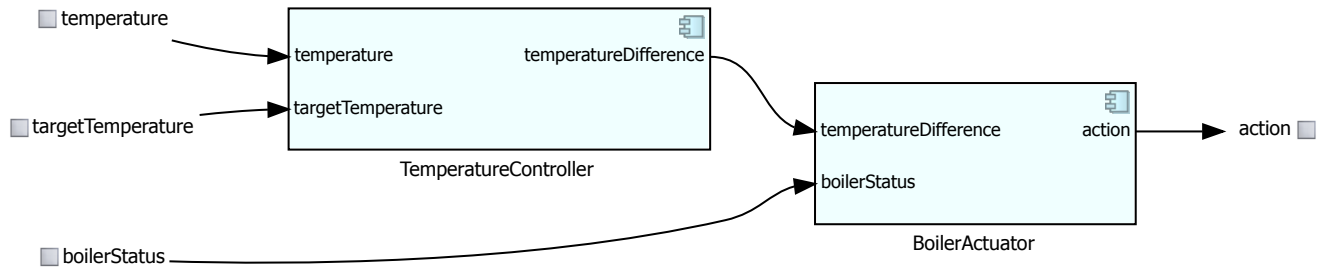 temperature
temperature
temperatureDifference
targetTemperature
targetTemperature
TemperatureController
temperatureDifference
action
action
boilerStatus
BoilerActuator
boilerStatus